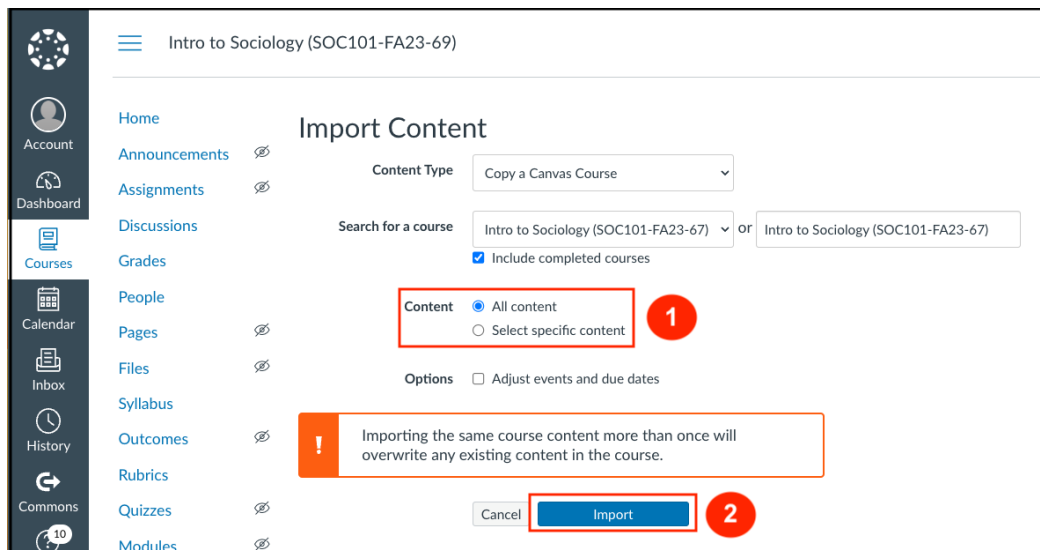 Intro to Sociology (SOC101-FA23-69)
Account
Dashboard
Courses
Calendar
Inbox
History
Commons
10
Home
Announcements
Assignments
Discussions
Grades
People
Pages
Files
Syllabus
Outcomes
Rubrics
Quizzes
Modules
Import Content
Content Type Copy a Canvas Course
Search for a course Intro to Sociology (SOC101-FA23-67) or Intro to Sociology (SOC101-FA23-67)
Include completed courses
Content All content 1
Select specific content
Options Adjust events and due dates
! Importing the same course content more than once will
overwrite any existing content in the course.
Cancel Import 2